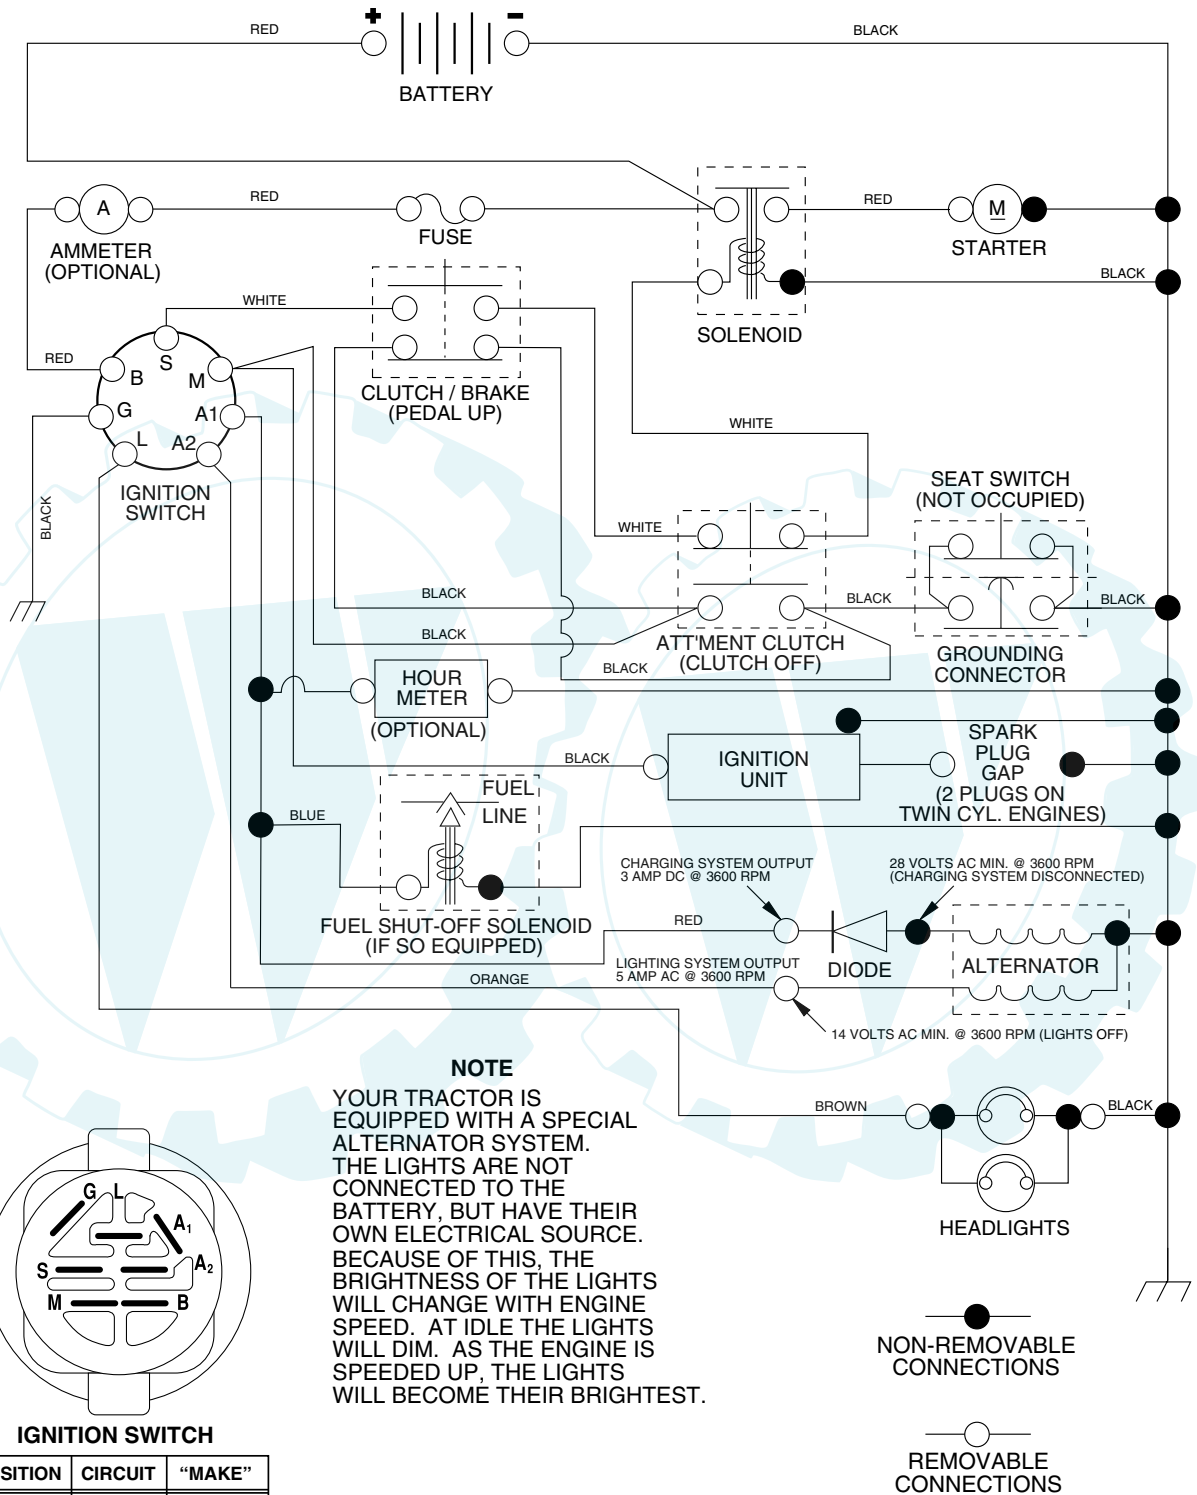 + -
RED
BLACK
BATTERY
A
RED
FUSE
RED
M
STARTER
AMMETER
(OPTIONAL)
BLACK
SOLENOID
WHITE
RED
S
B
M
G
A1
L
A2
IGNITION
SWITCH
BLACK
CLUTCH / BRAKE
(PEDAL UP)
WHITE
SEAT SWITCH
(NOT OCCUPIED)
WHITE
BLACK
BLACK
BLACK
BLACK
ATT'MENT CLUTCH
(CLUTCH OFF)
GROUNDING
CONNECTOR
BLACK
HOUR
METER
(OPTIONAL)
BLACK
IGNITION
UNIT
SPARK
PLUG
GAP
(2 PLUGS ON
TWIN CYL. ENGINES)
FUEL
LINE
BLUE
FUEL SHUT-OFF SOLENOID
(IF SO EQUIPPED)
CHARGING SYSTEM OUTPUT
3 AMP DC @ 3600 RPM
28 VOLTS AC MIN. @ 3600 RPM
(CHARGING SYSTEM DISCONNECTED)
RED
DIODE
ALTERNATOR
LIGHTING SYSTEM OUTPUT
5 AMP AC @ 3600 RPM
ORANGE
14 VOLTS AC MIN. @ 3600 RPM (LIGHTS OFF)
NOTE
YOUR TRACTOR IS
EQUIPPED WITH A SPECIAL
ALTERNATOR SYSTEM.
THE LIGHTS ARE NOT
CONNECTED TO THE
BATTERY, BUT HAVE THEIR
OWN ELECTRICAL SOURCE.
BECAUSE OF THIS, THE
BRIGHTNESS OF THE LIGHTS
WILL CHANGE WITH ENGINE
SPEED. AT IDLE THE LIGHTS
WILL DIM. AS THE ENGINE IS
SPEEDED UP, THE LIGHTS
WILL BECOME THEIR BRIGHTEST.
BROWN
BLACK
HEADLIGHTS
G L
A1
S
A2
M
B
IGNITION SWITCH
SITION CIRCUIT “MAKE”
NON-REMOVABLE
CONNECTIONS
REMOVABLE
CONNECTIONS